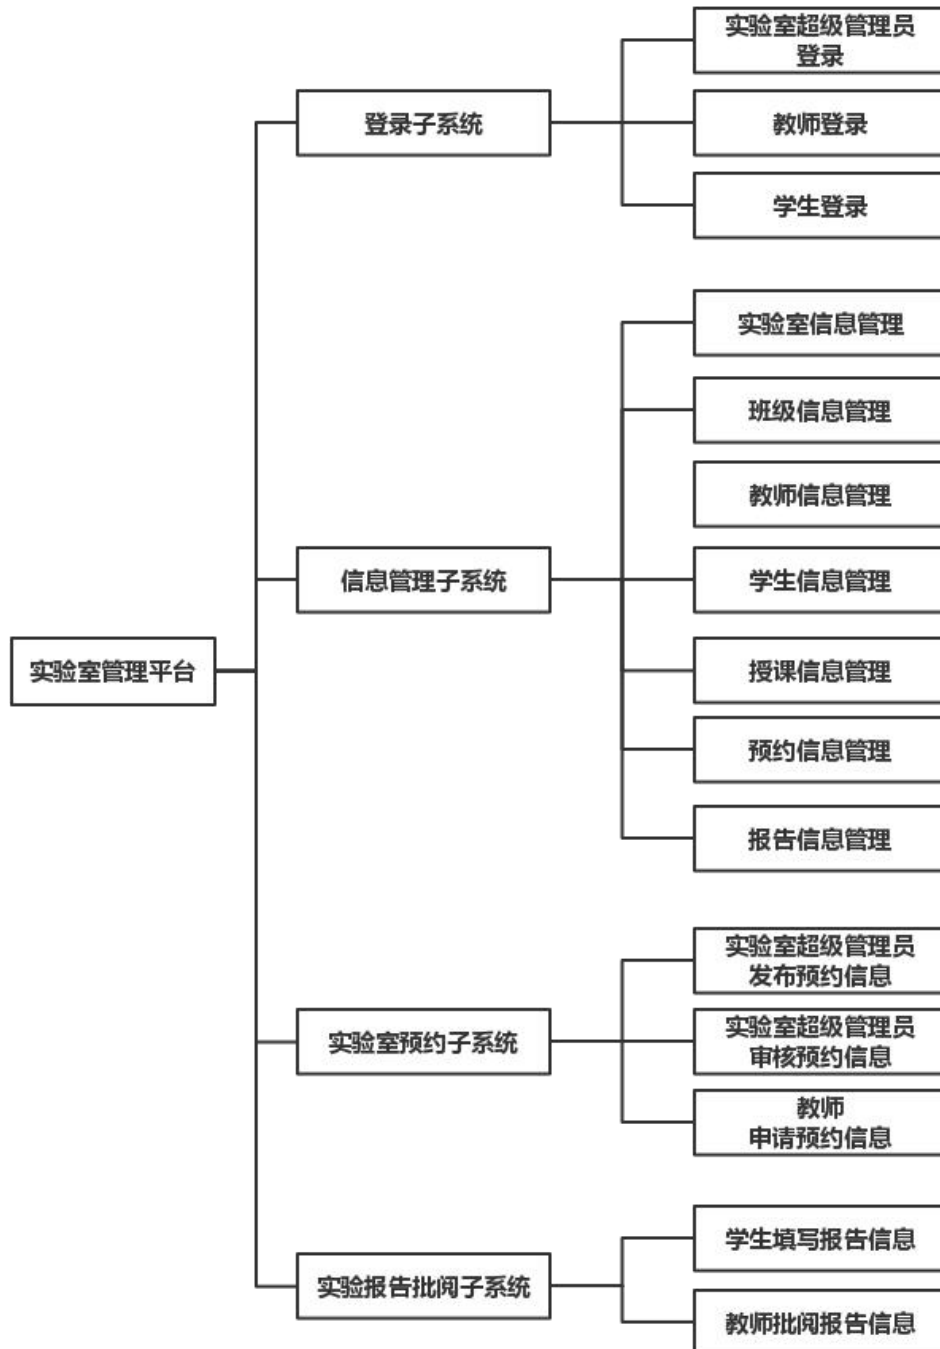 实验室超级管理员
登录
登录子系统
教师登录
学生登录
实验室信息管理
班级信息管理
教师信息管理
信息管理子系统
学生信息管理
实验室管理平台
授课信息管理
预约信息管理
报告信息管理
实验室超级管理员
发布预约信息
实验室预约子系统
实验室超级管理员
审核预约信息
教师
申请预约信息
学生填写报告信息
实验报告批阅子系统
教师批阅报告信息